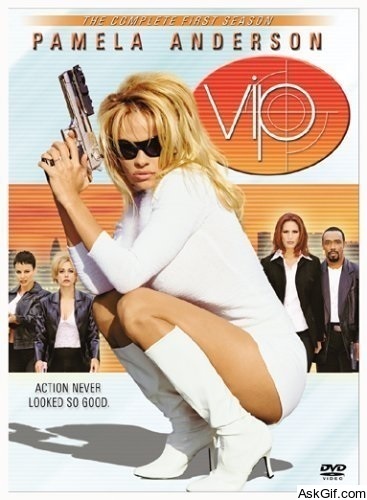 THE COMPLETE FIRST SEASON
PAMELA ANDERSON
vip
ACTION NEVER
LOOKED SO GOOD.
DVD
VIDEO
AskGif.com